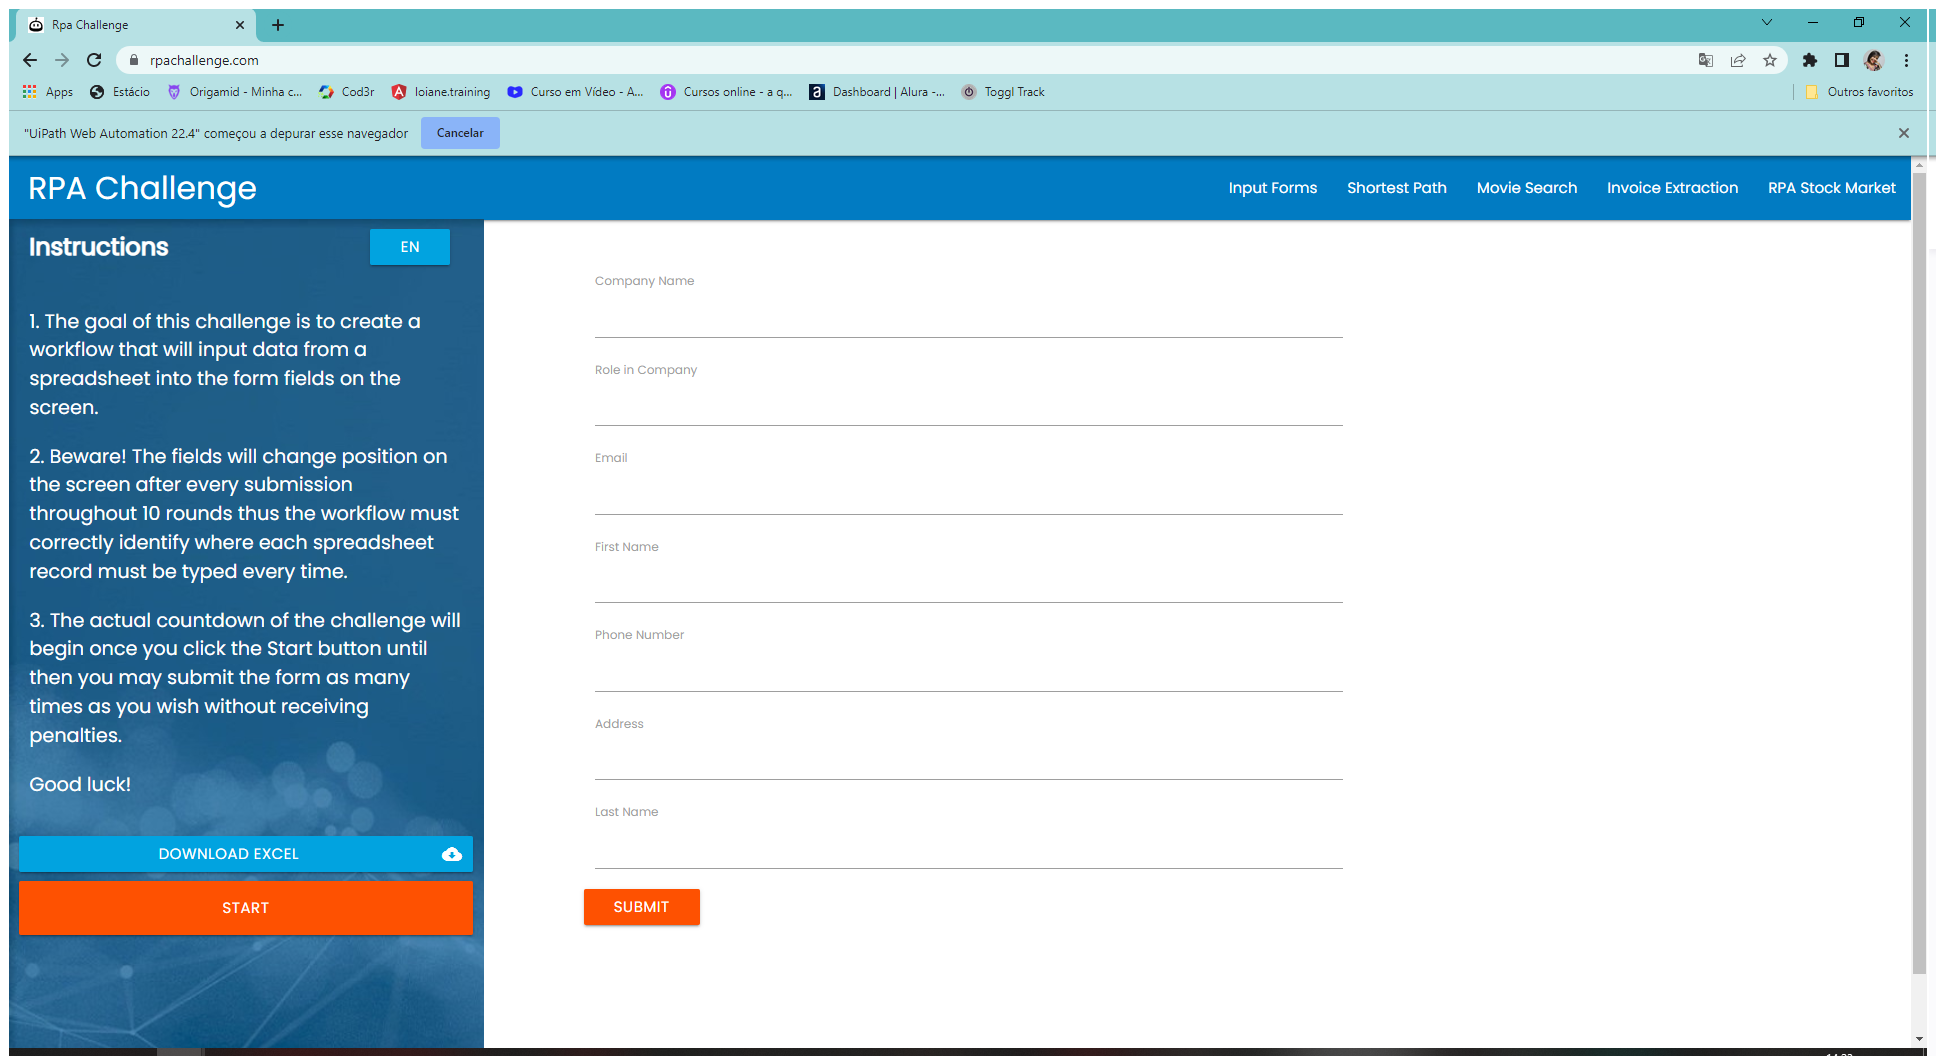 Rpa Challenge
rpachallenge.com
Apps Estácio Origamid - Minha c... Cod3r loiane.training Curso em Vídeo - A... Cursos online - a q... Dashboard | Alura -... Toggl Track Outros favoritos
"UiPath Web Automation 22.4" começou a depurar esse navegador Cancelar
RPA Challenge Input Forms Shortest Path Movie Search Invoice Extraction RPA Stock Market
Instructions EN
1. The goal of this challenge is to create a
workflow that will input data from a
spreadsheet into the form fields on the
screen.
2. Beware! The fields will change position on
the screen after every submission
throughout 10 rounds thus the workflow must
correctly identify where each spreadsheet
record must be typed every time.
3. The actual countdown of the challenge will
begin once you click the Start button until
then you may submit the form as many
times as you wish without receiving
penalties.
Good luck!
DOWNLOAD EXCEL
START
Company Name
Role in Company
Email
First Name
Phone Number
Address
Last Name
SUBMIT